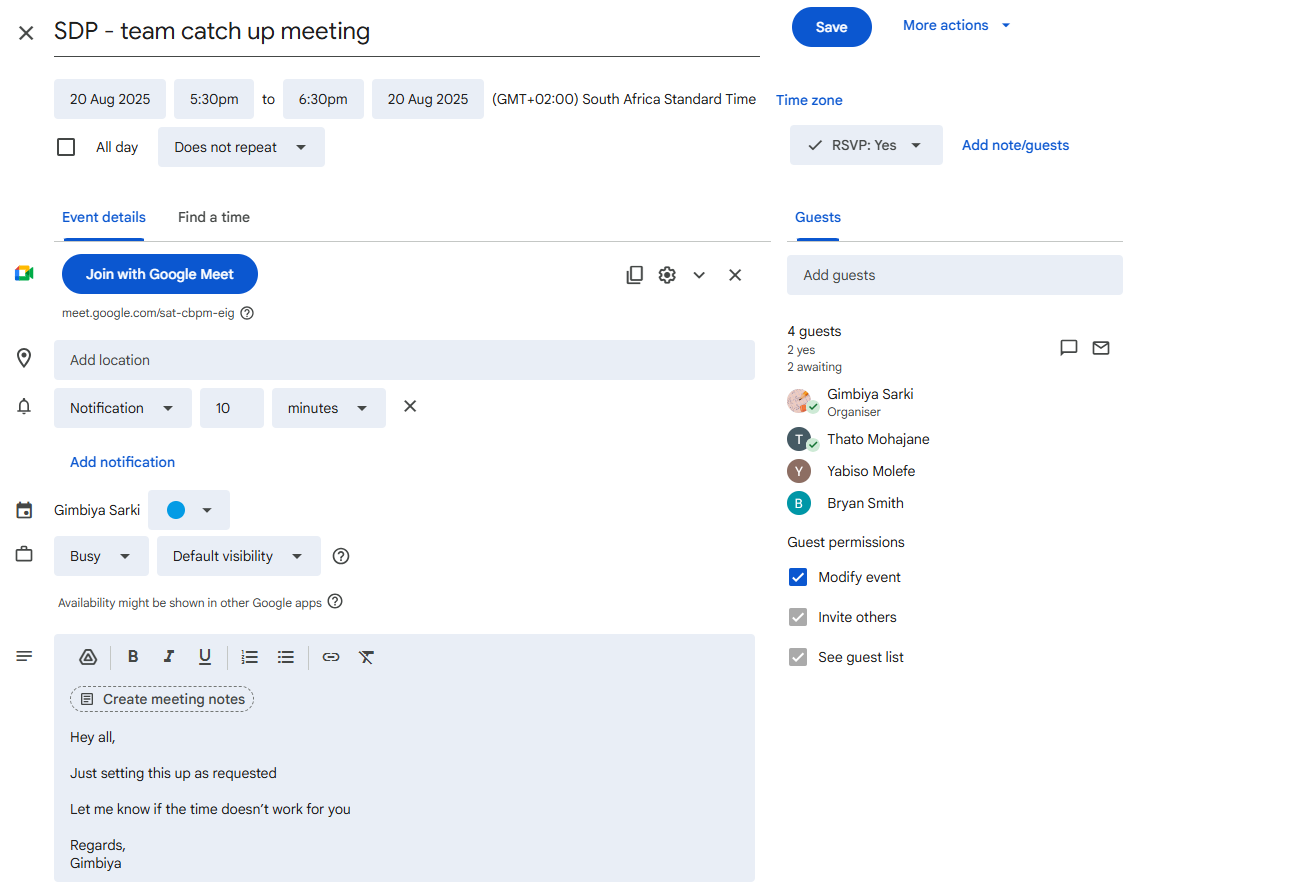 SDP - team catch up meeting
Save
More actions
20 Aug 2025 5:30pm to 6:30pm 20 Aug 2025 (GMT+02:00) South Africa Standard Time Time zone
All day Does not repeat
RSVP: Yes Add note/guests
Event details Find a time
Guests
Join with Google Meet
meet.google.com/sat-cbpm-eig
Add location
Notification 10 minutes
Add notification
Gimbiya Sarki
Busy Default visibility
Availability might be shown in other Google apps
B I U
Create meeting notes
Hey all,
Just setting this up as requested
Let me know if the time doesn’t work for you
Regards,
Gimbiya
Add guests
4 guests
2 yes
2 awaiting
Gimbiya Sarki
Organiser
T Thato Mohajane
Y Yabiso Molefe
B Bryan Smith
Guest permissions
Modify event
Invite others
See guest list